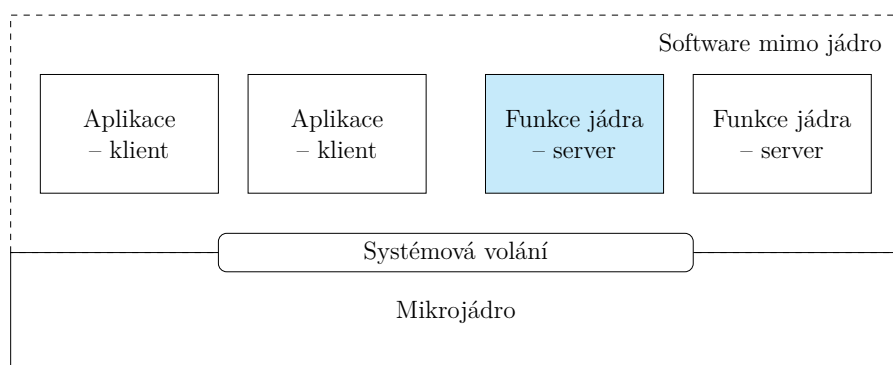 Software mimo jádro
Aplikace
– klient
Aplikace
– klient
Funkce jádra
– server
Funkce jádra
– server
Systémová volání
Mikrojádro